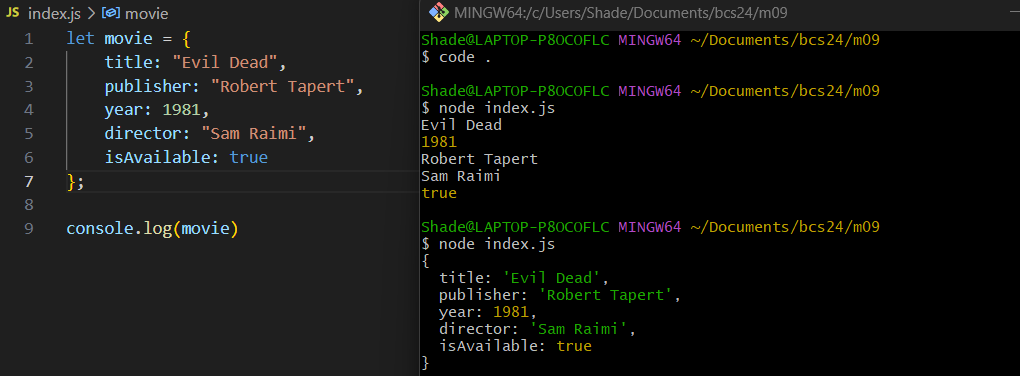 JS index.js > movie
1 let movie = {
2     title: "Evil Dead",
3     publisher: "Robert Tapert",
4     year: 1981,
5     director: "Sam Raimi",
6     isAvailable: true
7 };
8
9 console.log(movie)
MINGW64:/c/Users/Shade/Documents/bcs24/m09
Shade@LAPTOP-P8OCOFLC MINGW64 ~/Documents/bcs24/m09
$ code .
Shade@LAPTOP-P8OCOFLC MINGW64 ~/Documents/bcs24/m09
$ node index.js
Evil Dead
1981
Robert Tapert
Sam Raimi
true
Shade@LAPTOP-P8OCOFLC MINGW64 ~/Documents/bcs24/m09
$ node index.js
{
  title: 'Evil Dead',
  publisher: 'Robert Tapert',
  year: 1981,
  director: 'Sam Raimi',
  isAvailable: true
}